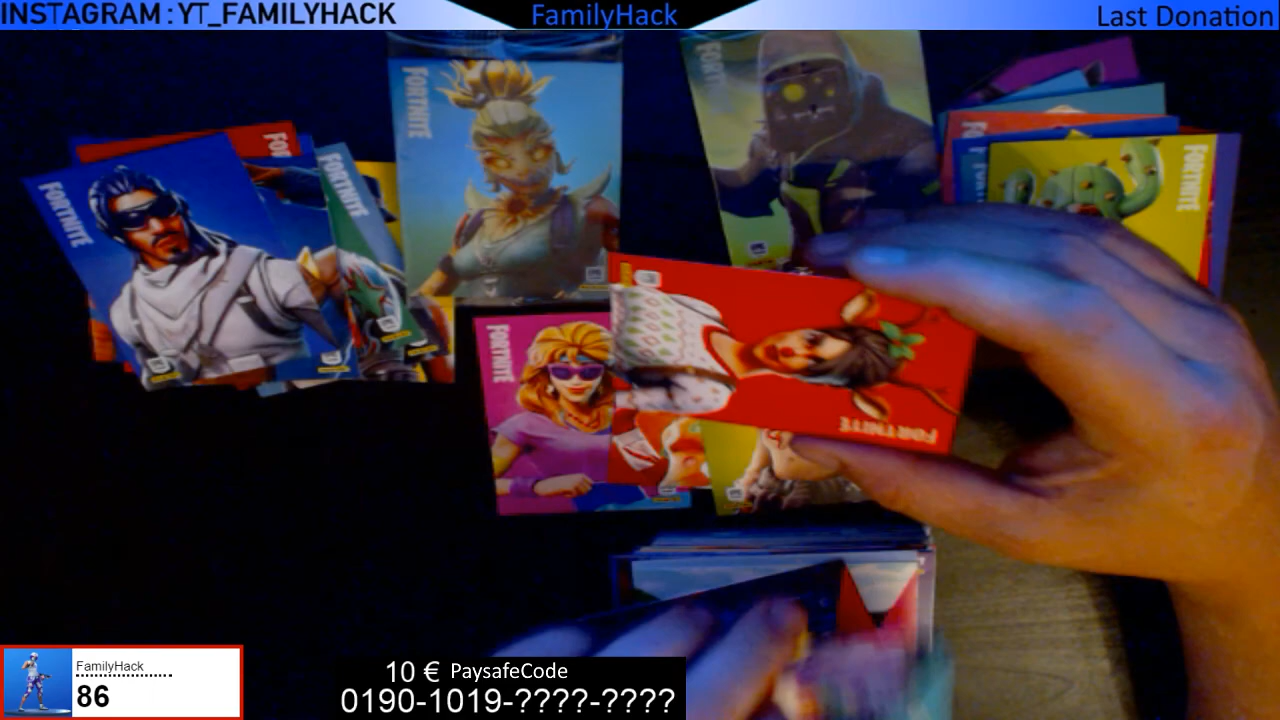 INSTAGRAM : YT_FAMILYHACK
FamilyHack
Last Donation
FORTNITE
FORTNITE
FORTNITE
FORTNITE
FORTNITE
FORTNITE
FORTNITE
FamilyHack
86
10 € PaysafeCode
0190-1019-????-????